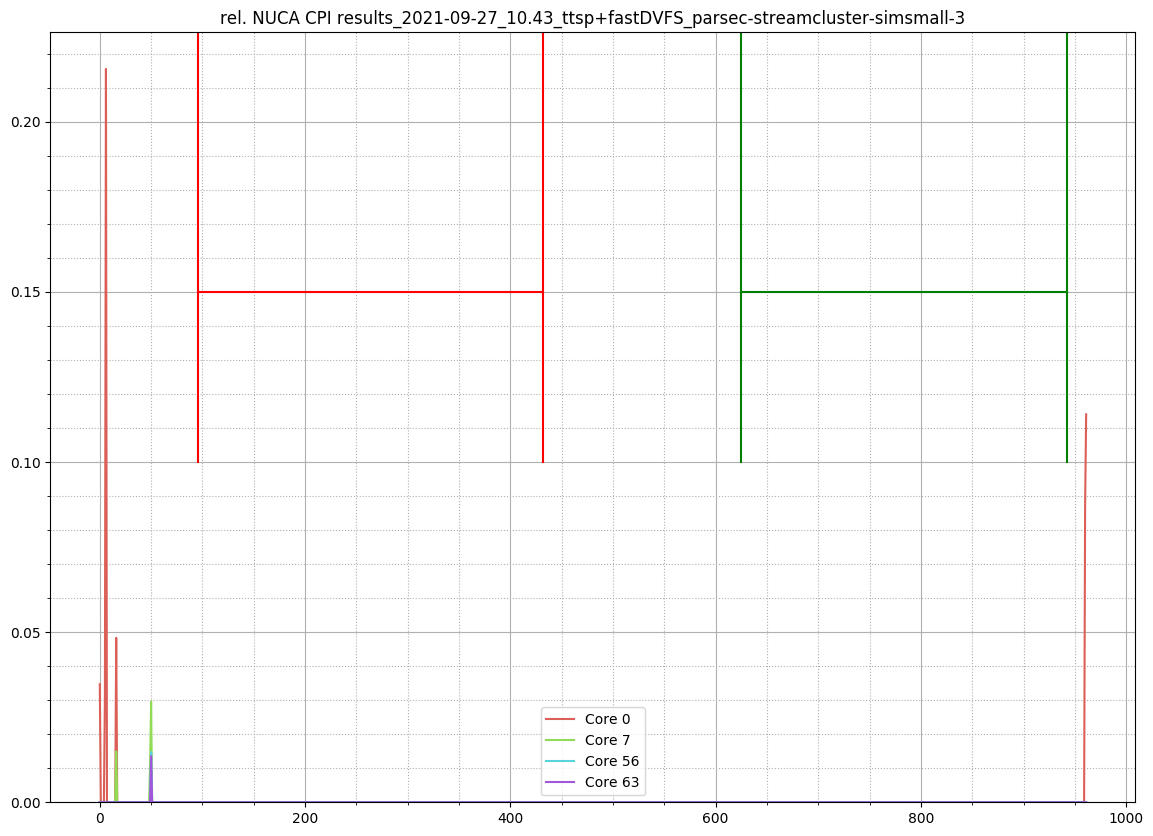 rel. NUCA CPI results_2021-09-27_10.43_ttsp+fastDVFS_parsec-streamcluster-simsmall-3
0.20
0.15
0.10
0.05
0.00
Core 0
Core 7
Core 56
Core 63
0 200 400 600 800 1000